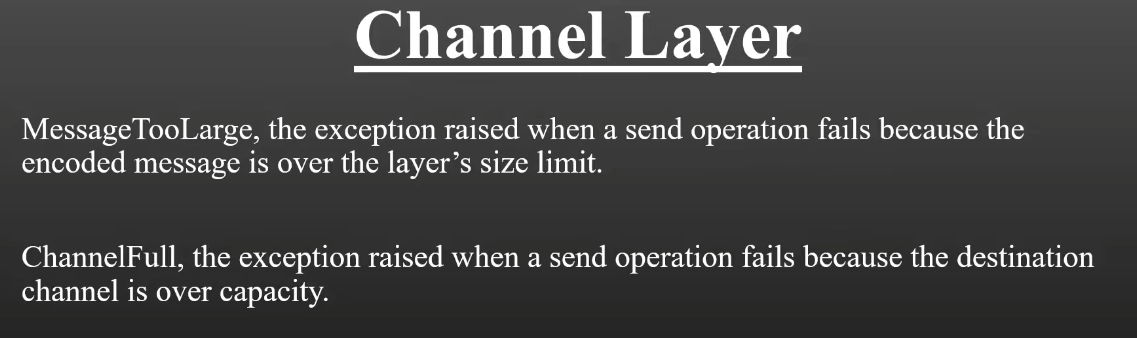 Channel Layer
MessageTooLarge, the exception raised when a send operation fails because the
encoded message is over the layer’s size limit.
ChannelFull, the exception raised when a send operation fails because the destination
channel is over capacity.